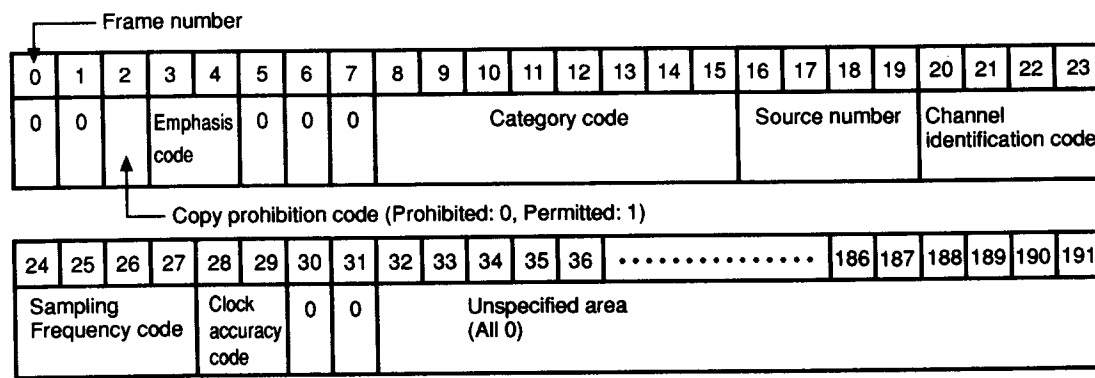 Frame number
0 1 2 3 4 5 6 7 8 9 10 11 12 13 14 15 16 17 18 19 20 21 22 23
0 0 Emphasis code 0 0 0 Category code Source number Channel identification code
Copy prohibition code (Prohibited: 0, Permitted: 1)
24 25 26 27 28 29 30 31 32 33 34 35 36 ............... 186 187 188 189 190 191
Sampling Frequency code Clock accuracy code 0 0 Unspecified area (All 0)